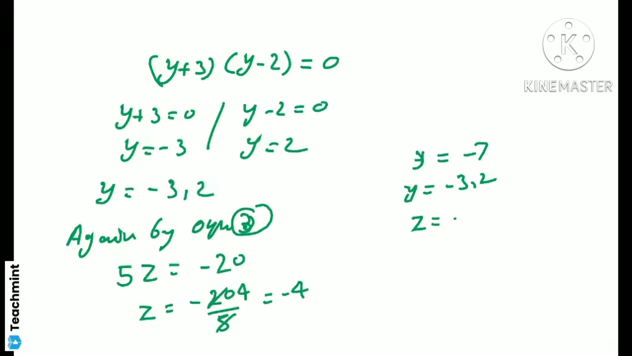 (y+3) (y-2) = 0
y+3=0 / y-2=0
y=-3 / y=2
y = -3, 2
Again by eqn ③
5z = -20
z = -204/5 = -4
y = -7
y = -3, 2
z = .
KINEMASTER
Teachmint